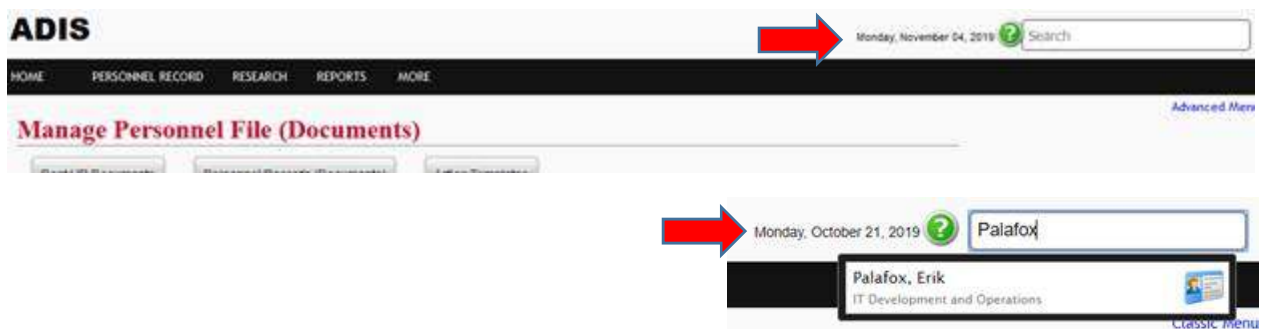 ADIS
Monday, November 04, 2019 ? Search
HOME PERSONNEL RECORD RESEARCH REPORTS MORE
Advanced Menu
Manage Personnel File (Documents)
Monday, October 21, 2019 ? Palafox
Palafox, Erik
IT Development and Operations
Classic Menu